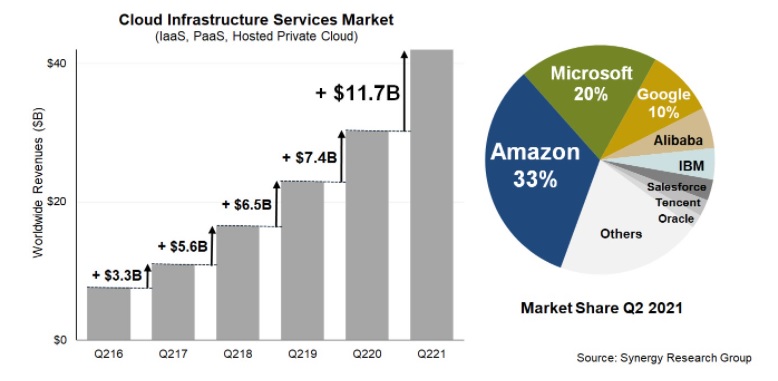 Cloud Infrastructure Services Market
(IaaS, PaaS, Hosted Private Cloud)
Worldwide Revenues ($B)
$40
$20
$0
+ $3.3B
+ $5.6B
+ $6.5B
+ $7.4B
+ $11.7B
Q216
Q217
Q218
Q219
Q220
Q221
Microsoft
20%
Google
10%
Alibaba
IBM
Salesforce
Tencent
Oracle
Others
Amazon
33%
Market Share Q2 2021
Source: Synergy Research Group